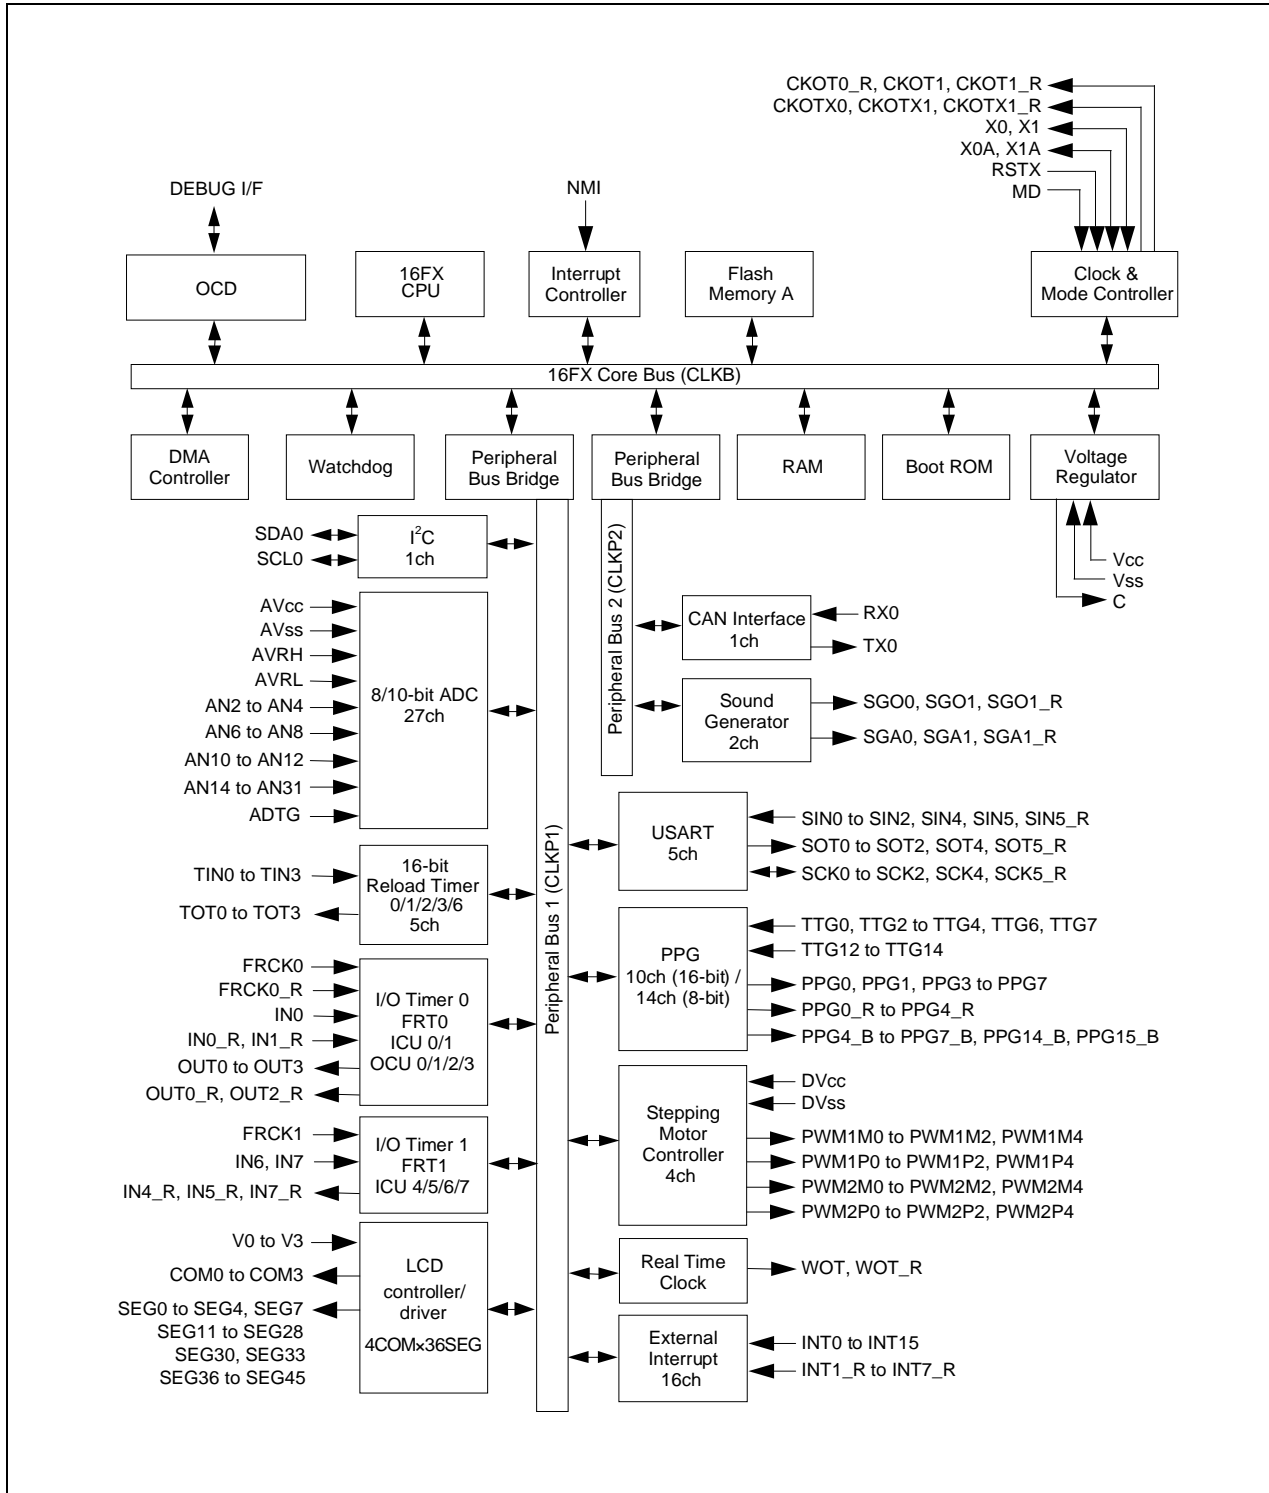 CKOT0_R, CKOT1, CKOT1_R
CKOTX0, CKOTX1, CKOTX1_R
X0, X1
X0A, X1A
RSTX
MD
DEBUG I/F
NMI
OCD
16FX
CPU
Interrupt
Controller
Flash
Memory A
Clock &
Mode Controller
16FX Core Bus (CLKB)
DMA
Controller
Watchdog
Peripheral
Bus Bridge
Peripheral
Bus Bridge
RAM
Boot ROM
Voltage
Regulator
Vcc
Vss
C
Peripheral Bus 1 (CLKP1)
Peripheral Bus 2 (CLKP2)
SDA0
SCL0
I²C
1ch
AVcc
AVss
AVRH
AVRL
AN2 to AN4
AN6 to AN8
AN10 to AN12
AN14 to AN31
ADTG
8/10-bit ADC
27ch
TIN0 to TIN3
TOT0 to TOT3
16-bit
Reload Timer
0/1/2/3/6
5ch
FRCK0
FRCK0_R
IN0
IN0_R, IN1_R
OUT0 to OUT3
OUT0_R, OUT2_R
I/O Timer 0
FRT0
ICU 0/1
OCU 0/1/2/3
FRCK1
IN6, IN7
IN4_R, IN5_R, IN7_R
I/O Timer 1
FRT1
ICU 4/5/6/7
V0 to V3
COM0 to COM3
SEG0 to SEG4, SEG7
SEG11 to SEG28
SEG30, SEG33
SEG36 to SEG45
LCD
controller/
driver
4COM×36SEG
CAN Interface
1ch
RX0
TX0
Sound
Generator
2ch
SGO0, SGO1, SGO1_R
SGA0, SGA1, SGA1_R
USART
5ch
SIN0 to SIN2, SIN4, SIN5, SIN5_R
SOT0 to SOT2, SOT4, SOT5_R
SCK0 to SCK2, SCK4, SCK5_R
PPG
10ch (16-bit) /
14ch (8-bit)
TTG0, TTG2 to TTG4, TTG6, TTG7
TTG12 to TTG14
PPG0, PPG1, PPG3 to PPG7
PPG0_R to PPG4_R
PPG4_B to PPG7_B, PPG14_B, PPG15_B
Stepping
Motor
Controller
4ch
DVcc
DVss
PWM1M0 to PWM1M2, PWM1M4
PWM1P0 to PWM1P2, PWM1P4
PWM2M0 to PWM2M2, PWM2M4
PWM2P0 to PWM2P2, PWM2P4
Real Time
Clock
WOT, WOT_R
External
Interrupt
16ch
INT0 to INT15
INT1_R to INT7_R